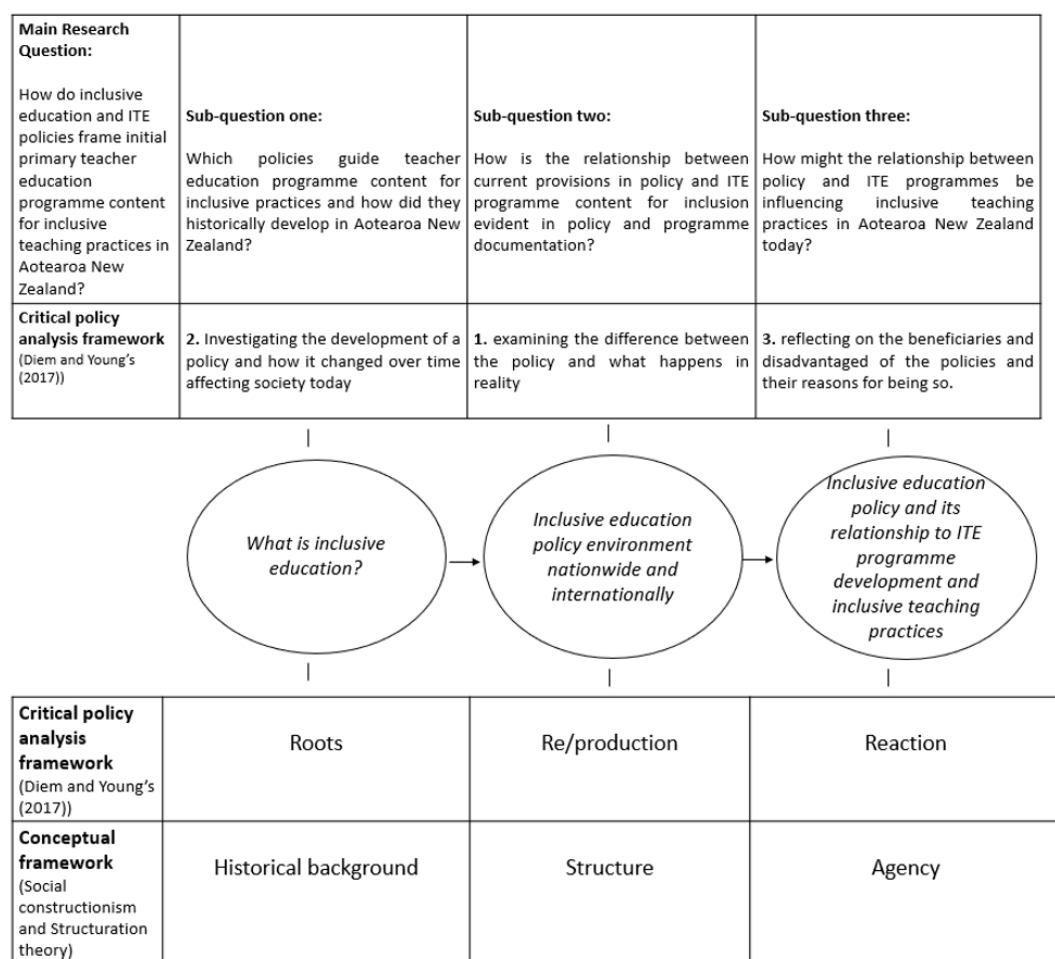 Main Research
Question:
How do inclusive
education and ITE
policies frame initial
primary teacher
education
programme content
for inclusive
teaching practices in
Aotearoa New
Zealand?
Sub-question one:
Which policies guide teacher
education programme content for
inclusive practices and how did they
historically develop in Aotearoa New
Zealand?
Sub-question two:
How is the relationship between
current provisions in policy and ITE
programme content for inclusion
evident in policy and programme
documentation?
Sub-question three:
How might the relationship between
policy and ITE programmes be
influencing inclusive teaching
practices in Aotearoa New Zealand
today?
Critical policy
analysis framework
(Diem and Young's
(2017))
2. Investigating the development of a
policy and how it changed over time
affecting society today
1. examining the difference between
the policy and what happens in
reality
3. reflecting on the beneficiaries and
disadvantaged of the policies and
their reasons for being so.
What is inclusive
education?
Inclusive education
policy environment
nationwide and
internationally
Inclusive education
policy and its
relationship to ITE
programme
development and
inclusive teaching
practices
Critical policy
analysis
framework
(Diem and Young's
(2017))
Roots
Re/production
Reaction
Conceptual
framework
(Social
constructionism
and Structuration
theory)
Historical background
Structure
Agency